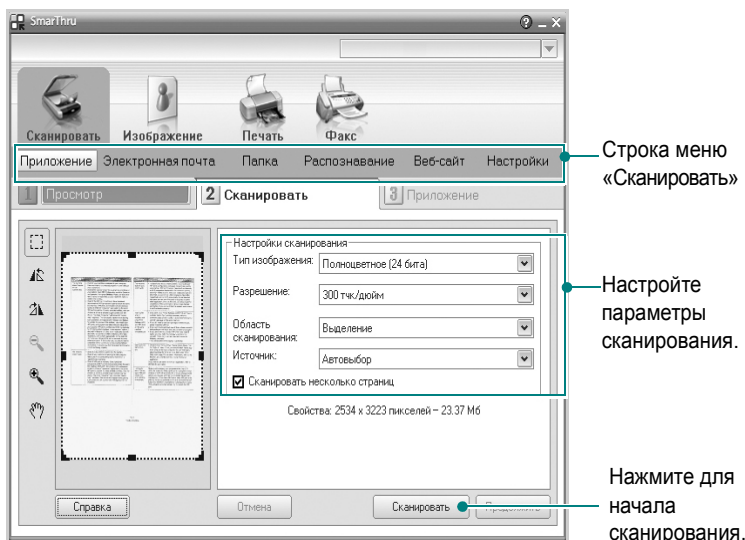 SmarThru
Сканировать Изображение Печать Факс
Приложение Электронная почта Папка Распознавание Веб-сайт Настройки
1 Просмотр 2 Сканировать 3 Приложение
Настройки сканирования
Тип изображения: Полноцветное (24 бита)
Разрешение: 300 тчк/дюйм
Область
сканирования: Выделение
Источник: Автовыбор
Сканировать несколько страниц
Свойства: 2534 x 3223 пикселей – 23.37 Мб
Справка Отмена Сканировать
Строка меню
«Сканировать»
Настройте
параметры
сканирования.
Нажмите для
начала
сканирования.